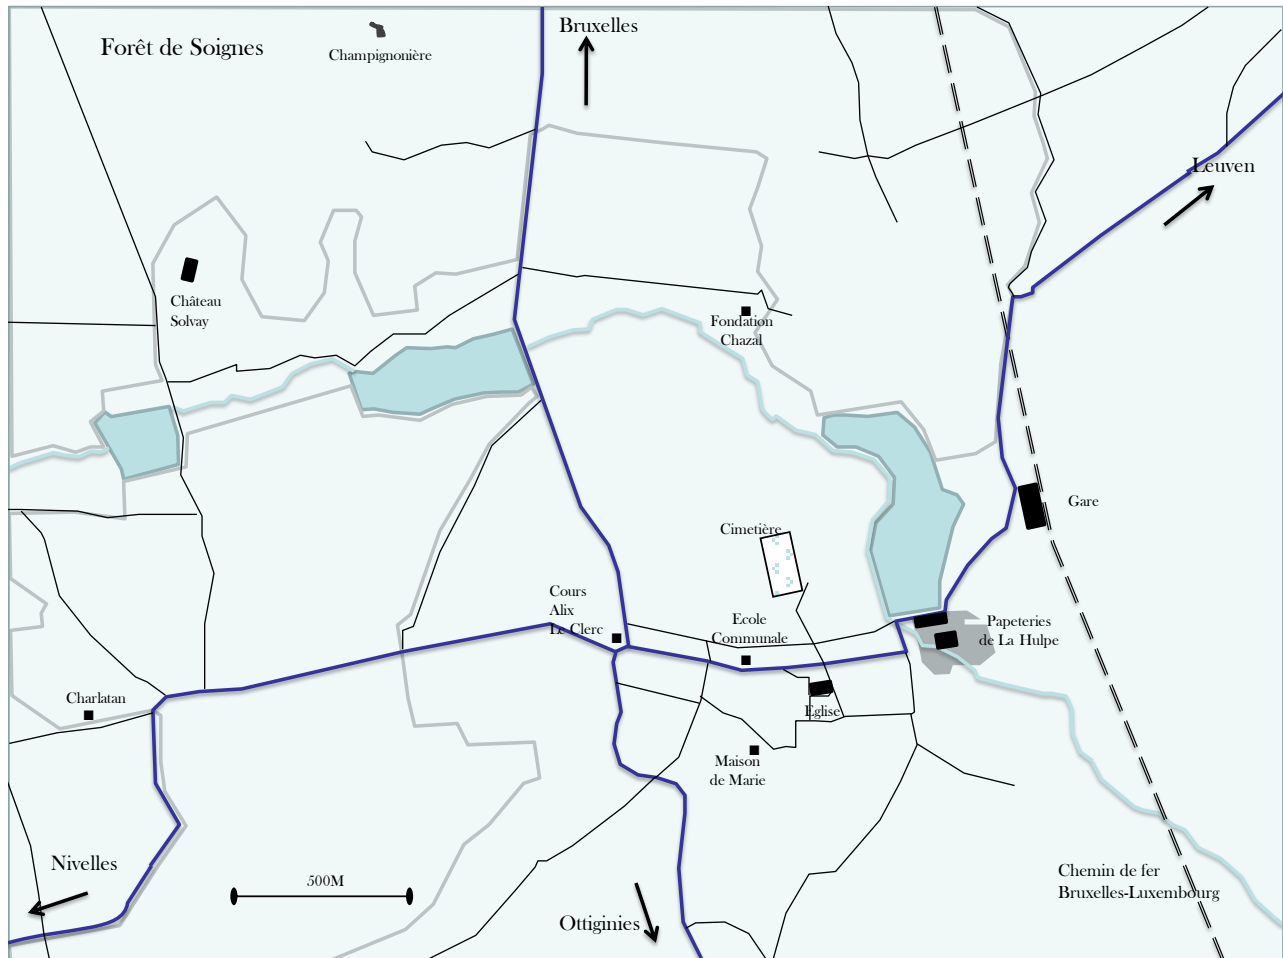 Bruxelles
Forêt de Soignes
Champignonière
Leuven
Château
Solvay
Fondation
Chazal
Gare
Cimetière
Cours
Alix
Le Clerc
Ecole
Communale
Papeteries
de La Hulpe
Charlatan
Eglise
Maison
de Marie
Nivelles
500M
Chemin de fer
Bruxelles-Luxembourg
Ottiginies